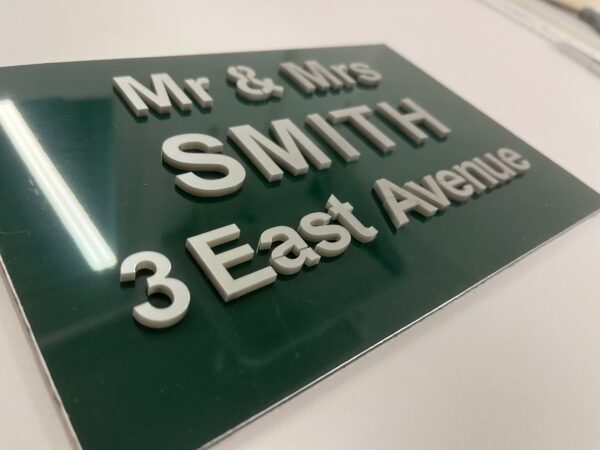 Mr & Mrs
SMITH
3 East Avenue